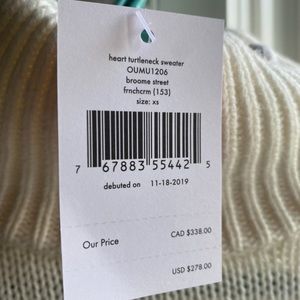 heart turtleneck sweater
OUMU1206
broome street
frnchcrm (153)
size: xs
7 67883 55442 5
debuted on 11-18-2019
Our Price CAD $338.00
USD $278.00